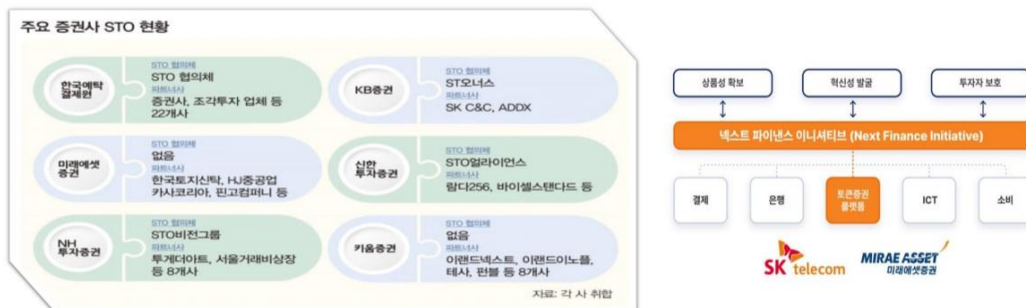 주요 증권사 STO 현황
한국예탁
결제원
STO 협의체
STO 협의체
파트너사
증권사, 조각투자 업체 등
22개사
KB증권
STO 협의체
ST오너스
파트너사
SK C&C, ADDX
미래에셋
증권
STO 협의체
없음
파트너사
한국토지신탁, HJ중공업
카사코리아, 핀고컴퍼니 등
신한
투자증권
STO 협의체
STO얼라이언스
파트너사
람다256, 바이셀스탠다드 등
NH
투자증권
STO 협의체
STO비전그룹
파트너사
투게더아트, 서울거래비상장
등 8개사
키움증권
STO 협의체
없음
파트너사
이랜드넥스트, 이랜드이노플,
테사, 펀블 등 8개사
자료: 각 사 취합
상품성 확보
혁신성 발굴
투자자 보호
넥스트 파이낸스 이니셔티브 (Next Finance Initiative)
결제
은행
토큰증권
플랫폼
ICT
소비
SK telecom
MIRAE ASSET
미래에셋증권